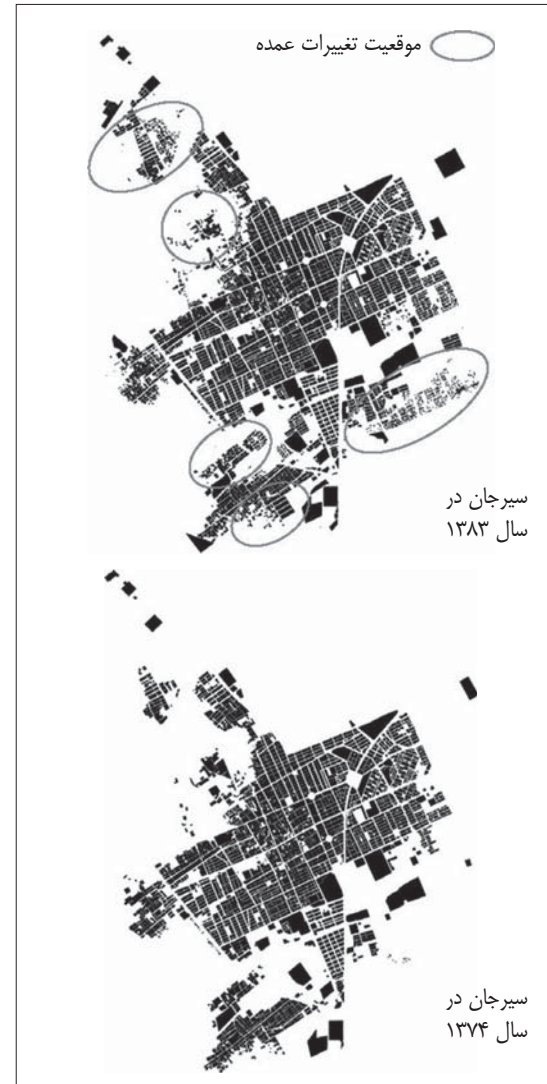 موقعیت تغییرات عمده
سیرجان در
سال ۱۳۸۳
سیرجان در
سال ۱۳۷۴